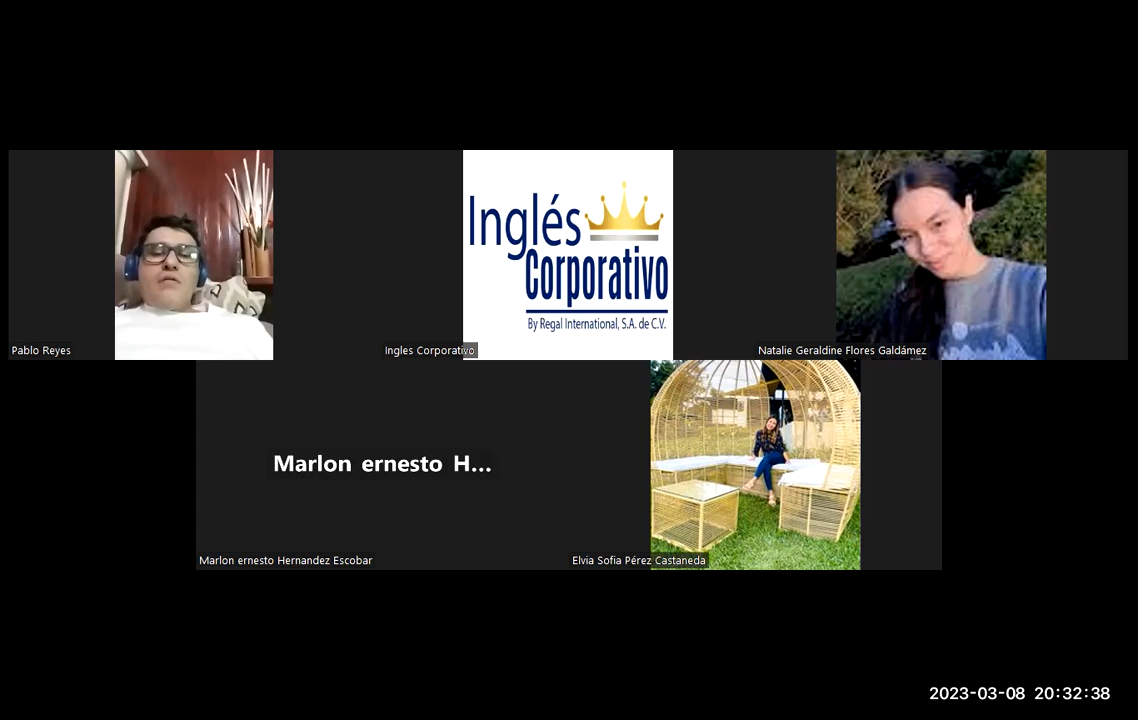 Inglés
Corporativo
By Regal International, S.A. de C.V.
Pablo Reyes
Ingles Corporativo
Natalie Geraldine Flores Galdámez
Marlon ernesto H...
Marlon ernesto Hernandez Escobar
Elvia Sofia Pérez Castaneda
2023-03-08 20:32:38